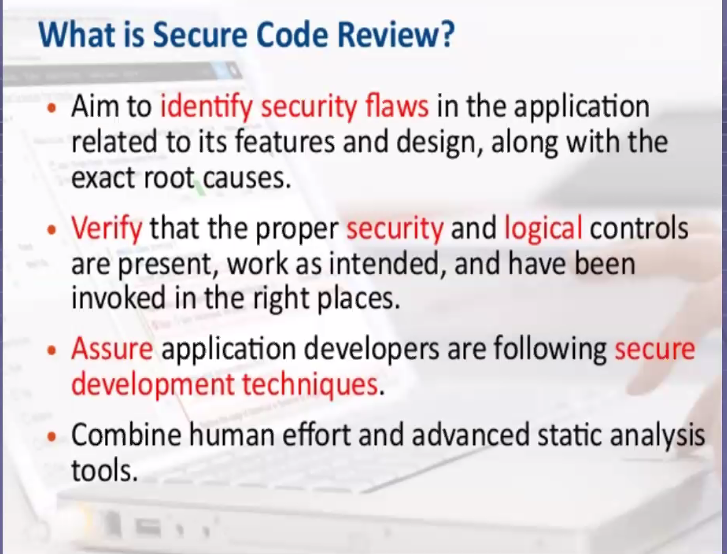 What is Secure Code Review?
• Aim to identify security flaws in the application
related to its features and design, along with the
exact root causes.
• Verify that the proper security and logical controls
are present, work as intended, and have been
invoked in the right places.
• Assure application developers are following secure
development techniques.
• Combine human effort and advanced static analysis
tools.